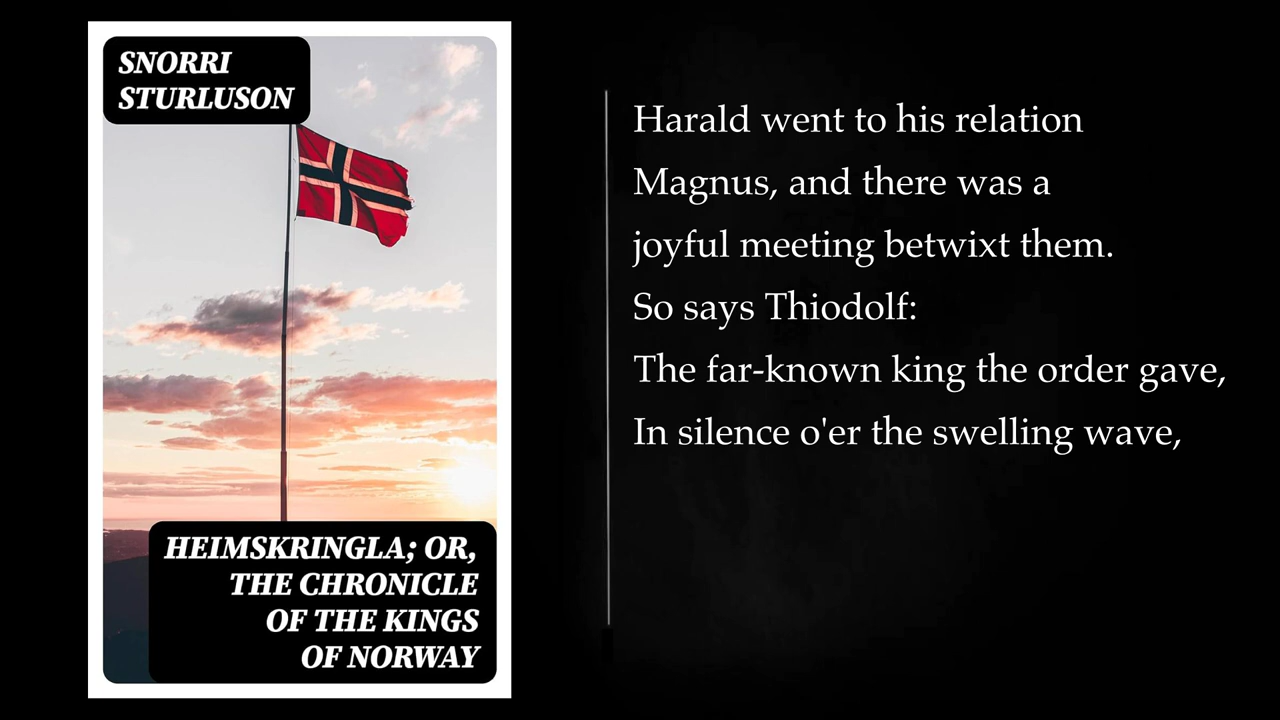 SNORRI
STURLUSON
HEIMSKRINGLA; OR,
THE CHRONICLE
OF THE KINGS
OF NORWAY
Harald went to his relation
Magnus, and there was a
joyful meeting betwixt them.
So says Thiodolf:
The far-known king the order gave,
In silence o'er the swelling wave,